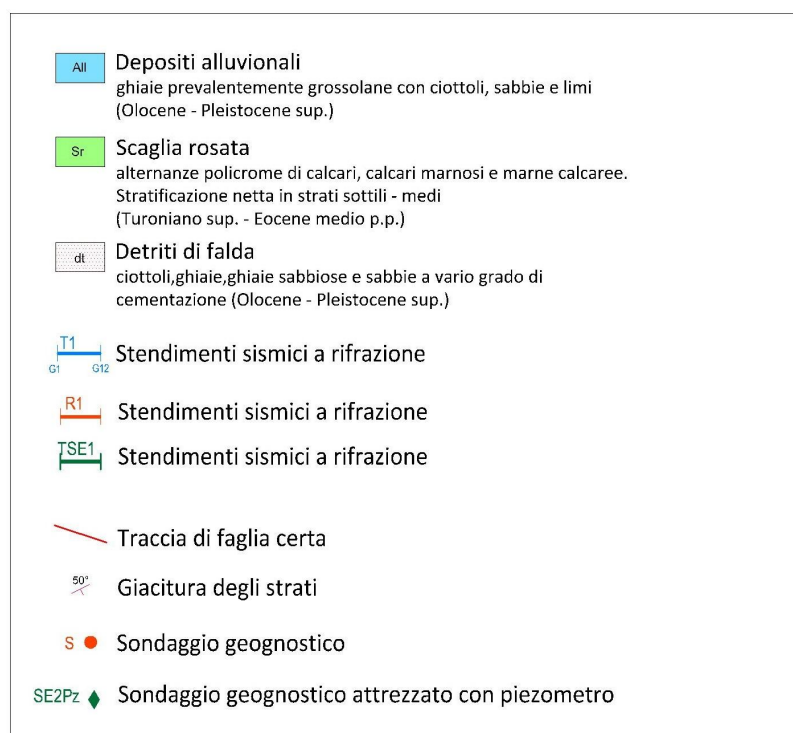 All Depositi alluvionali
ghiaie prevalentemente grossolane con ciottoli, sabbie e limi
(Olocene - Pleistocene sup.)
Sr Scaglia rosata
alternanze policrome di calcari, calcari marnosi e marne calcaree.
Stratificazione netta in strati sottili - medi
(Turoniano sup. - Eocene medio p.p.)
dt Detriti di falda
ciottoli,ghiaie,ghiaie sabbiose e sabbie a vario grado di
cementazione (Olocene - Pleistocene sup.)
T1
G1 G12
Stendimenti sismici a rifrazione
R1 Stendimenti sismici a rifrazione
TSE1 Stendimenti sismici a rifrazione
Traccia di faglia certa
50° Giacitura degli strati
S Sondaggio geognostico
SE2Pz Sondaggio geognostico attrezzato con piezometro